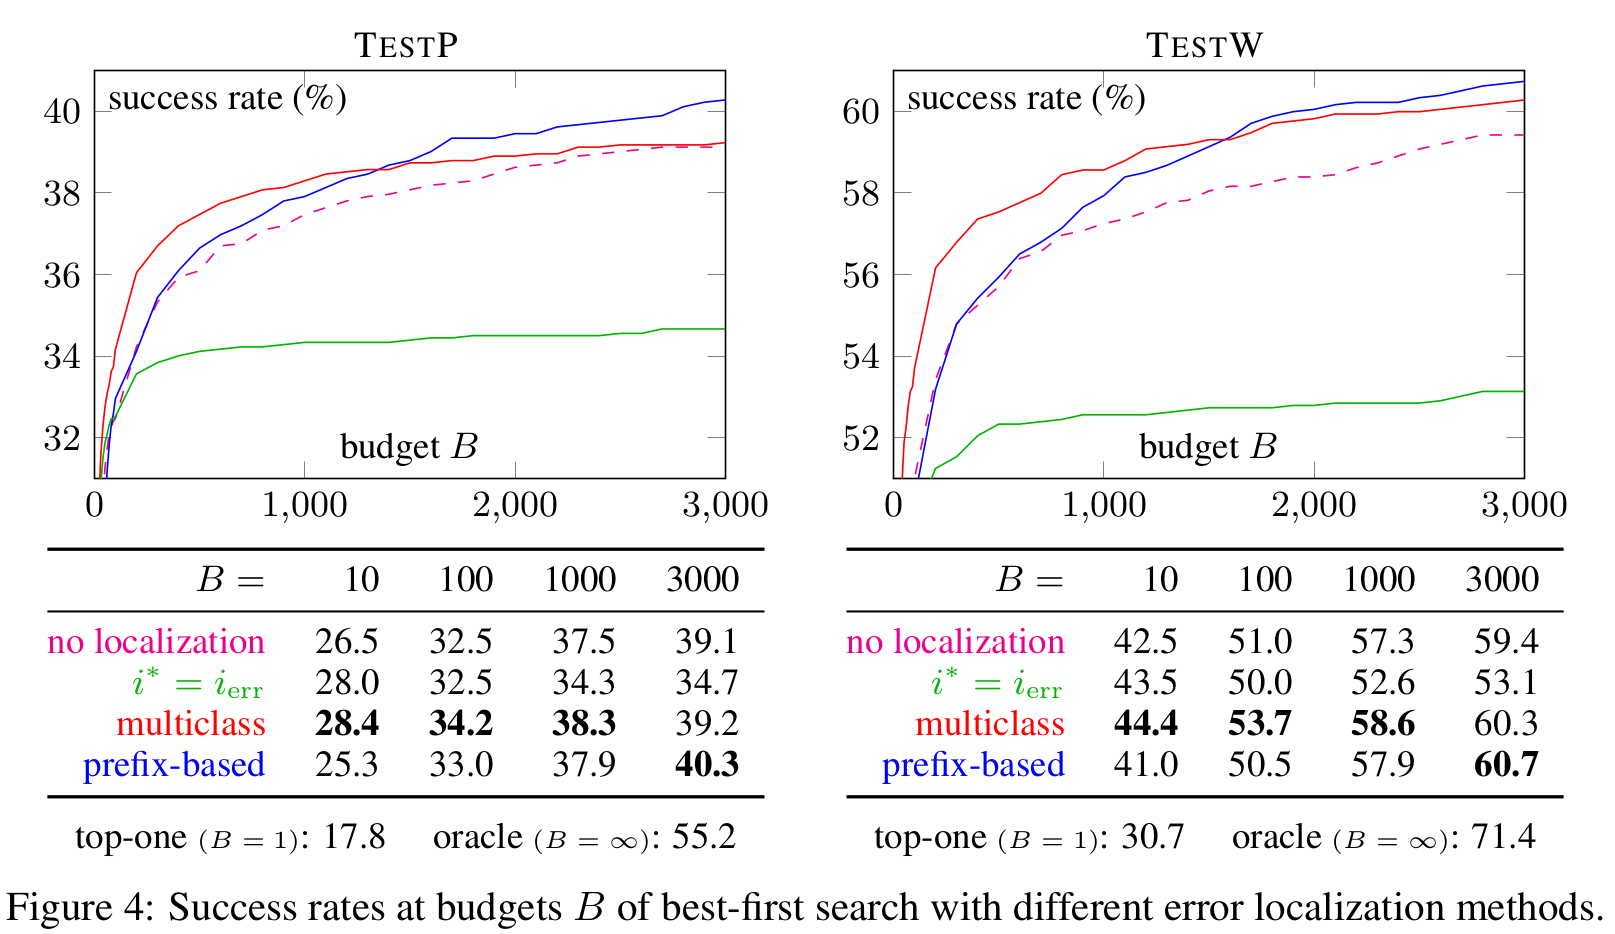 TESTP
success rate (%)
40
38
36
34
32
budget B
0 1,000 2,000 3,000
B = 10 100 1000 3000
no localization 26.5 32.5 37.5 39.1
i* = i_err 28.0 32.5 34.3 34.7
multiclass 28.4 34.2 38.3 39.2
prefix-based 25.3 33.0 37.9 40.3
top-one (B = 1): 17.8 oracle (B = ∞): 55.2
TESTW
success rate (%)
60
58
56
54
52
budget B
0 1,000 2,000 3,000
B = 10 100 1000 3000
no localization 42.5 51.0 57.3 59.4
i* = i_err 43.5 50.0 52.6 53.1
multiclass 44.4 53.7 58.6 60.3
prefix-based 41.0 50.5 57.9 60.7
top-one (B = 1): 30.7 oracle (B = ∞): 71.4
Figure 4: Success rates at budgets B of best-first search with different error localization methods.